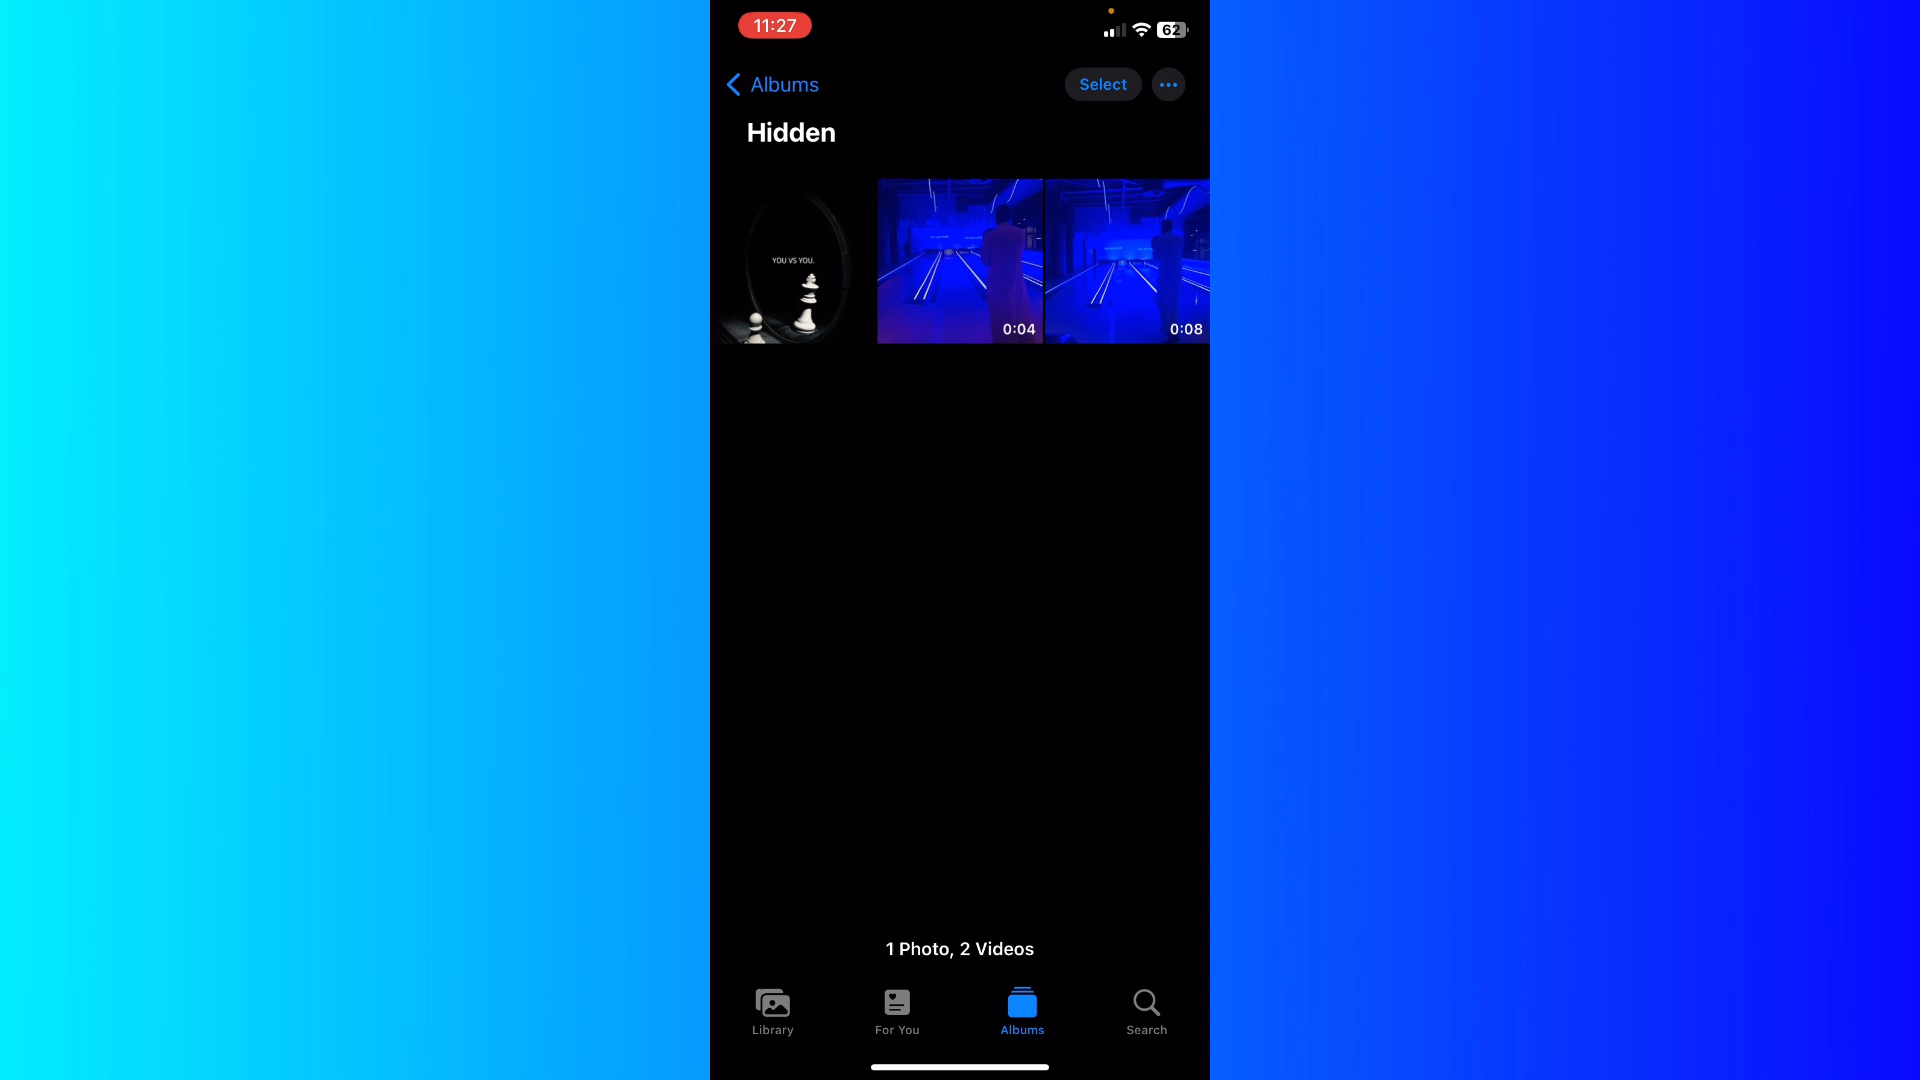 11:27
62
Albums
Select
Hidden
YOU VS YOU.
0:04
0:08
1 Photo, 2 Videos
Library
For You
Albums
Search